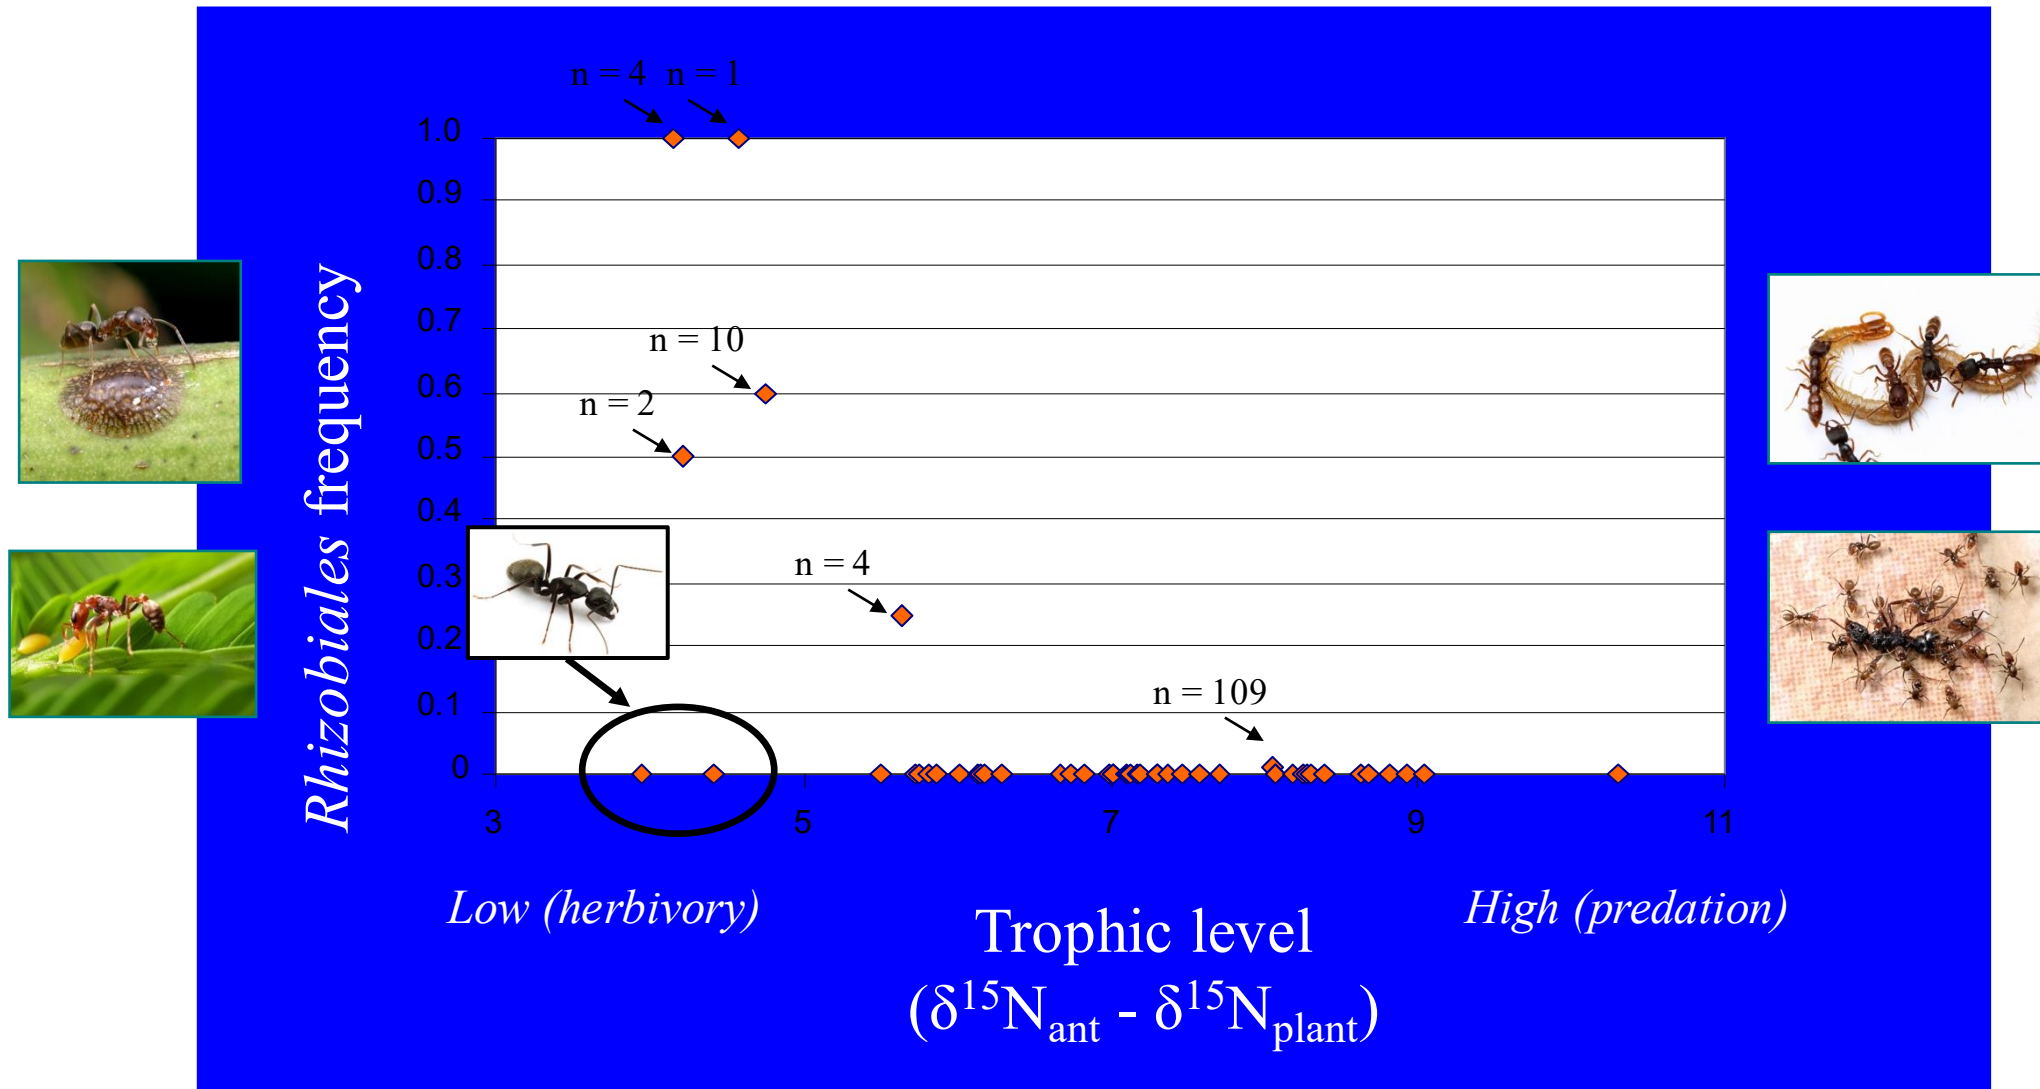 n = 4 n = 1
1.0
0.9
0.8
0.7
n = 10
0.6
n = 2
0.5
0.4
0.3
n = 4
0.2
n = 109
0.1
0
Rhizobiales frequency
3 5 7 9 11
Low (herbivory) High (predation)
Trophic level
(δ¹⁵Nₐₙₜ - δ¹⁵Nₚₗₐₙₜ)